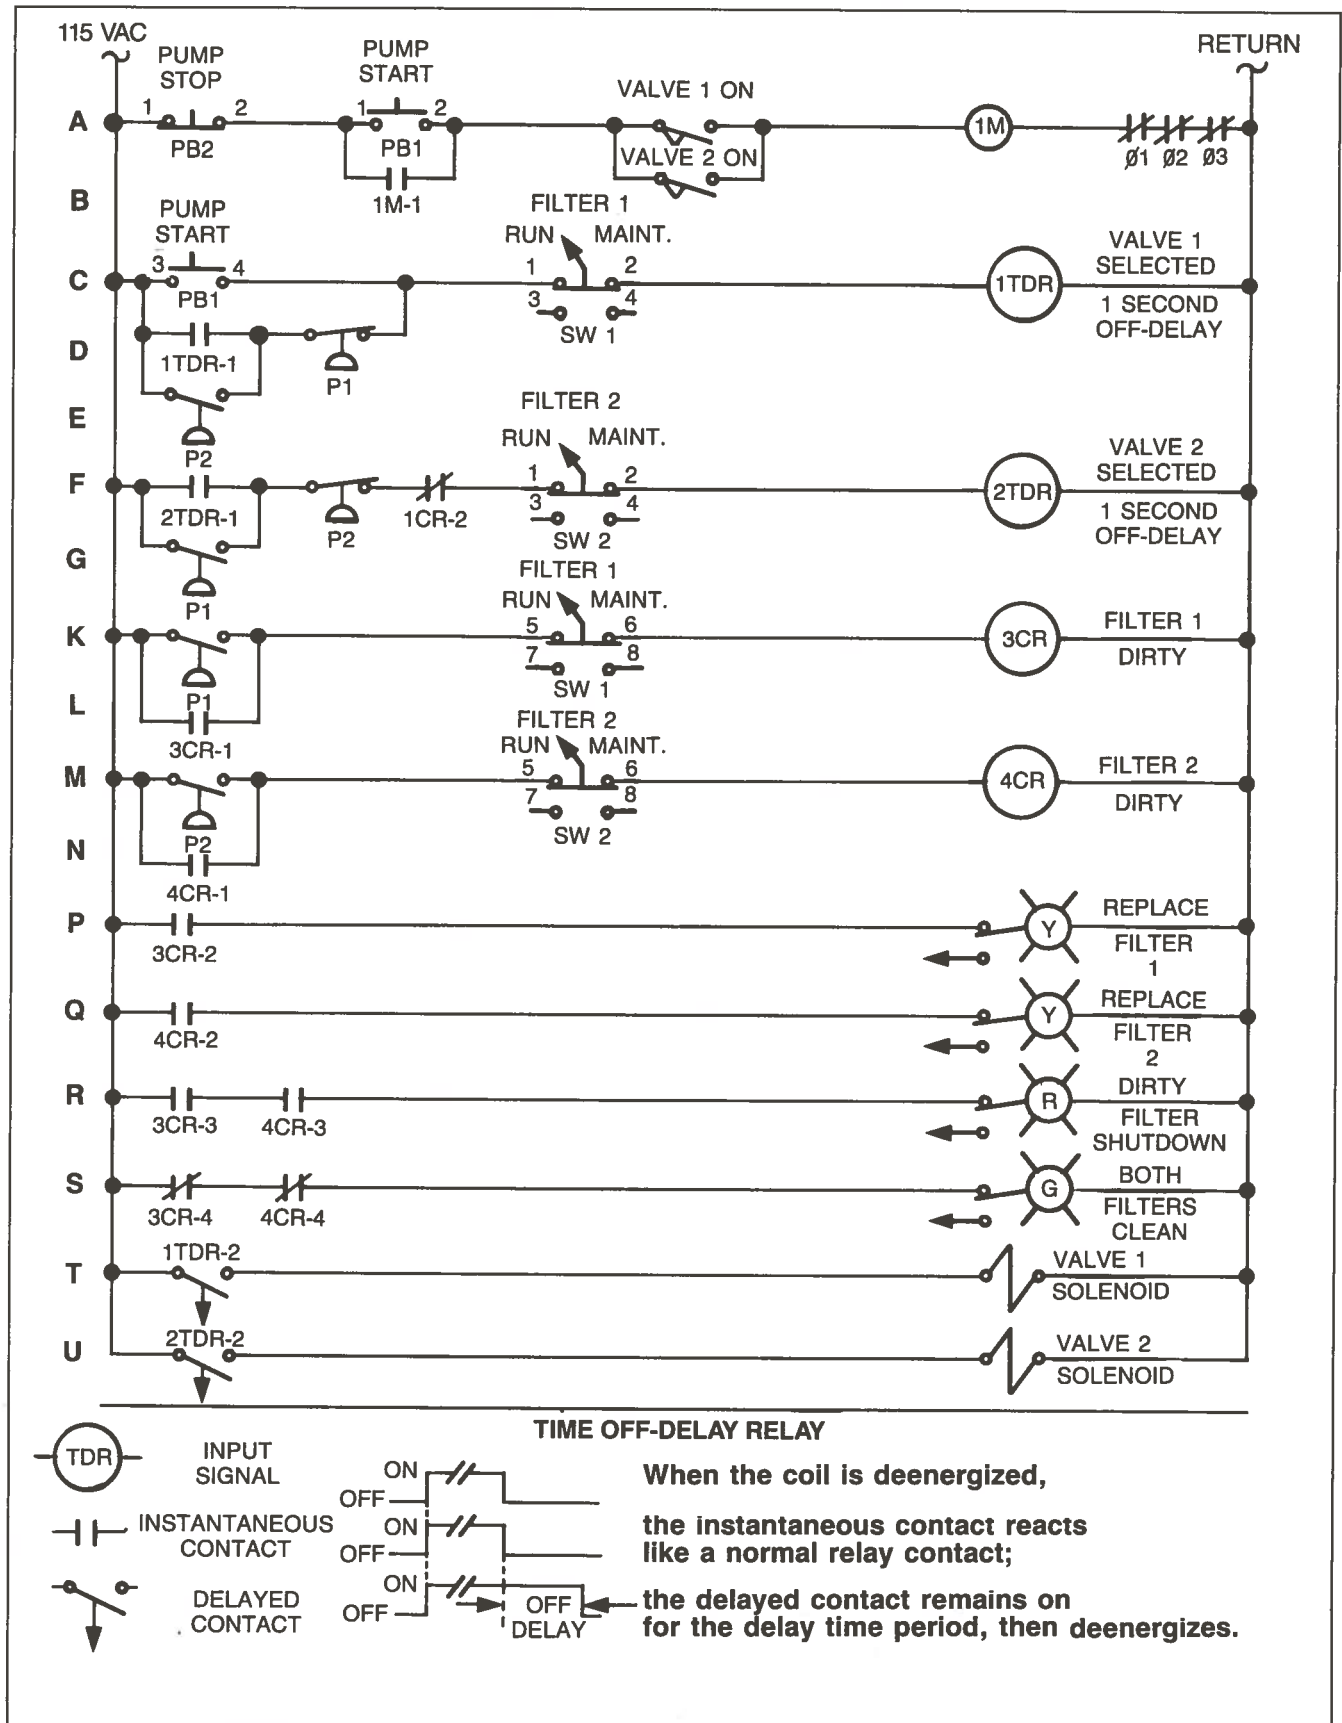 115 VAC
RETURN
PUMP
STOP
PUMP
START
VALVE 1 ON
A
1 2
1 2
1M
PB2
PB1
VALVE 2 ON
Ø1 Ø2 Ø3
1M-1
B
PUMP
START
FILTER 1
RUN MAINT.
VALVE 1
SELECTED
C
3 4
1 2
1TDR
PB1
3 4
SW 1
1 SECOND
OFF-DELAY
D
1TDR-1
P1
E
P2
FILTER 2
RUN MAINT.
VALVE 2
SELECTED
F
1 2
2TDR
2TDR-1
P2
1CR-2
3 4
SW 2
1 SECOND
OFF-DELAY
G
P1
FILTER 1
RUN MAINT.
K
5 6
3CR
FILTER 1
DIRTY
7 8
SW 1
P1
L
3CR-1
FILTER 2
RUN MAINT.
M
5 6
4CR
FILTER 2
DIRTY
7 8
SW 2
P2
N
4CR-1
P
3CR-2
Y
REPLACE
FILTER
1
Q
4CR-2
Y
REPLACE
FILTER
2
R
3CR-3
4CR-3
R
DIRTY
FILTER
SHUTDOWN
S
3CR-4
4CR-4
G
BOTH
FILTERS
CLEAN
T
1TDR-2
VALVE 1
SOLENOID
U
2TDR-2
VALVE 2
SOLENOID
TIME OFF-DELAY RELAY
TDR
INPUT
SIGNAL
ON
OFF
When the coil is deenergized,
INSTANTANEOUS
CONTACT
ON
OFF
the instantaneous contact reacts
like a normal relay contact;
DELAYED
CONTACT
ON
OFF
OFF
DELAY
the delayed contact remains on
for the delay time period, then deenergizes.